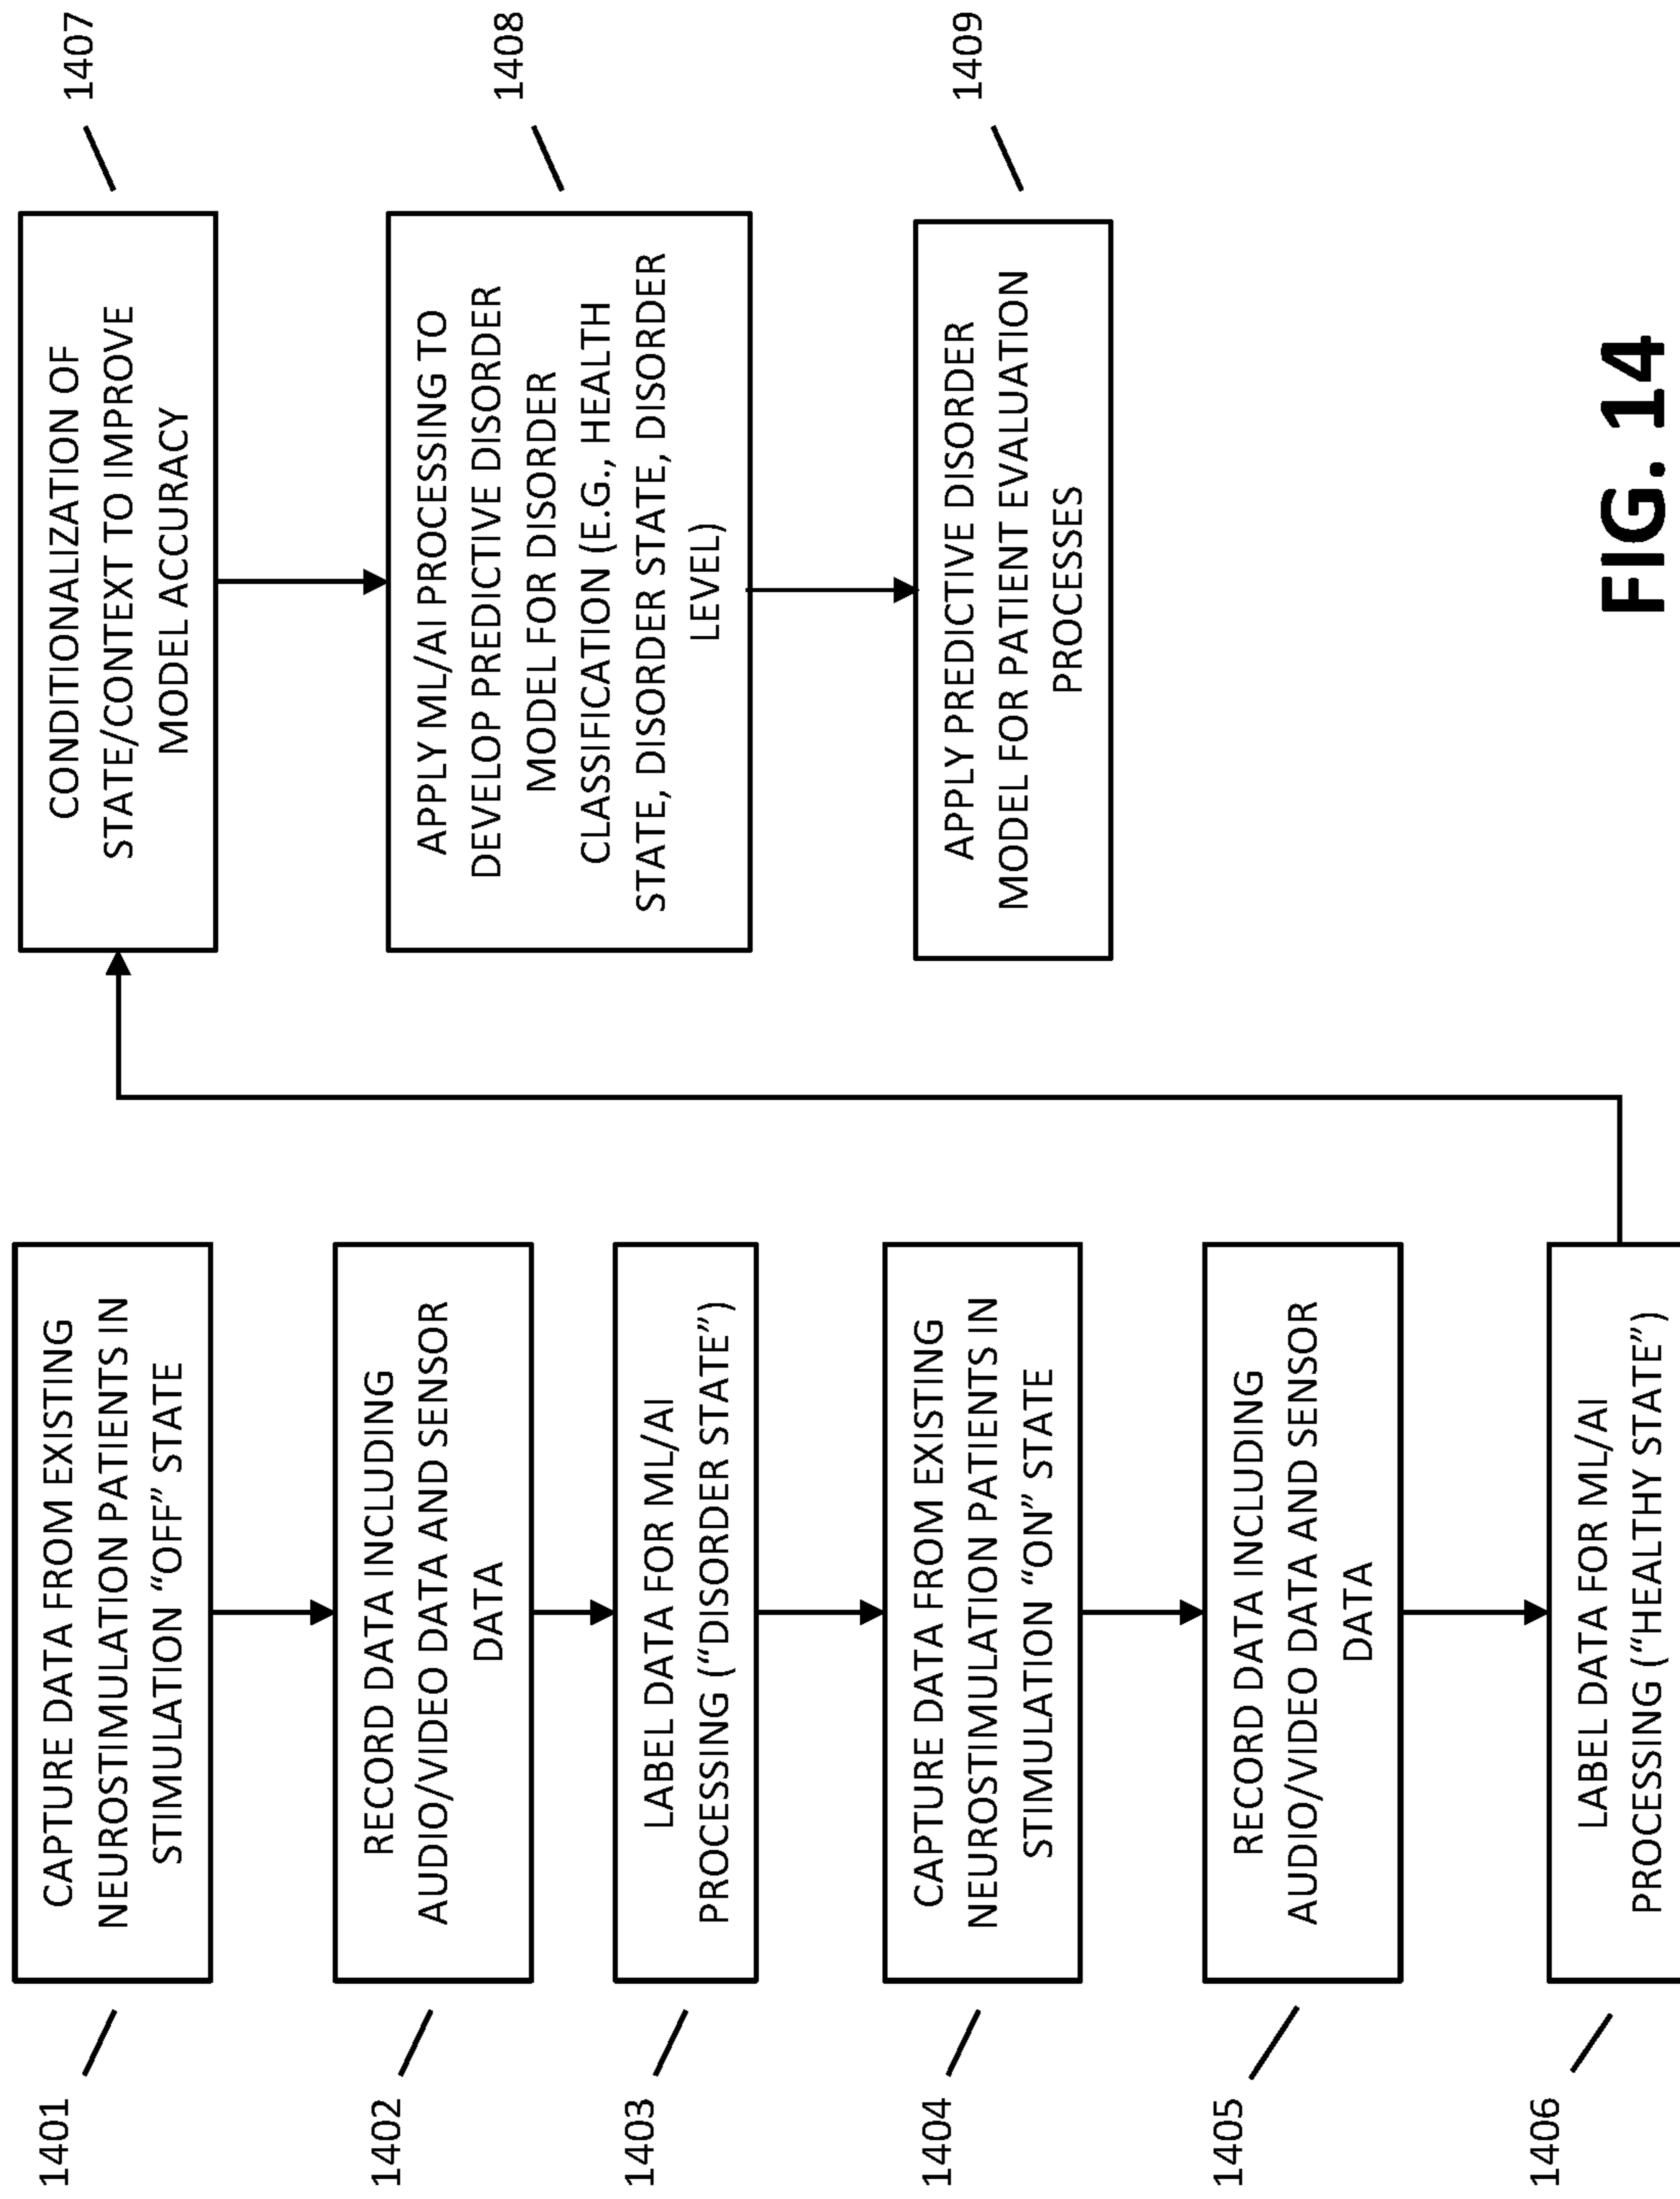 1401
CAPTURE DATA FROM EXISTING
NEUROSTIMULATION PATIENTS IN
STIMULATION “OFF” STATE
1402
RECORD DATA INCLUDING
AUDIO/VIDEO DATA AND SENSOR
DATA
1403
LABEL DATA FOR ML/AI
PROCESSING (“DISORDER STATE”)
1404
CAPTURE DATA FROM EXISTING
NEUROSTIMULATION PATIENTS IN
STIMULATION “ON” STATE
1405
RECORD DATA INCLUDING
AUDIO/VIDEO DATA AND SENSOR
DATA
1406
LABEL DATA FOR ML/AI
PROCESSING (“HEALTHY STATE”)
CONDITIONALIZATION OF
STATE/CONTEXT TO IMPROVE
MODEL ACCURACY
1407
APPLY ML/AI PROCESSING TO
DEVELOP PREDICTIVE DISORDER
MODEL FOR DISORDER
CLASSIFICATION (E.G., HEALTH
STATE, DISORDER STATE, DISORDER
LEVEL)
1408
APPLY PREDICTIVE DISORDER
MODEL FOR PATIENT EVALUATION
PROCESSES
1409
FIG. 14